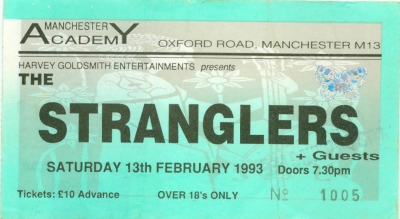 MANCHESTER
ACADEMY OXFORD ROAD, MANCHESTER M13
HARVEY GOLDSMITH ENTERTAINMENTS presents
THE
STRANGLERS
+ Guests
SATURDAY 13th FEBRUARY 1993 Doors 7.30pm
Tickets: £10 Advance OVER 18's ONLY Nº 1005